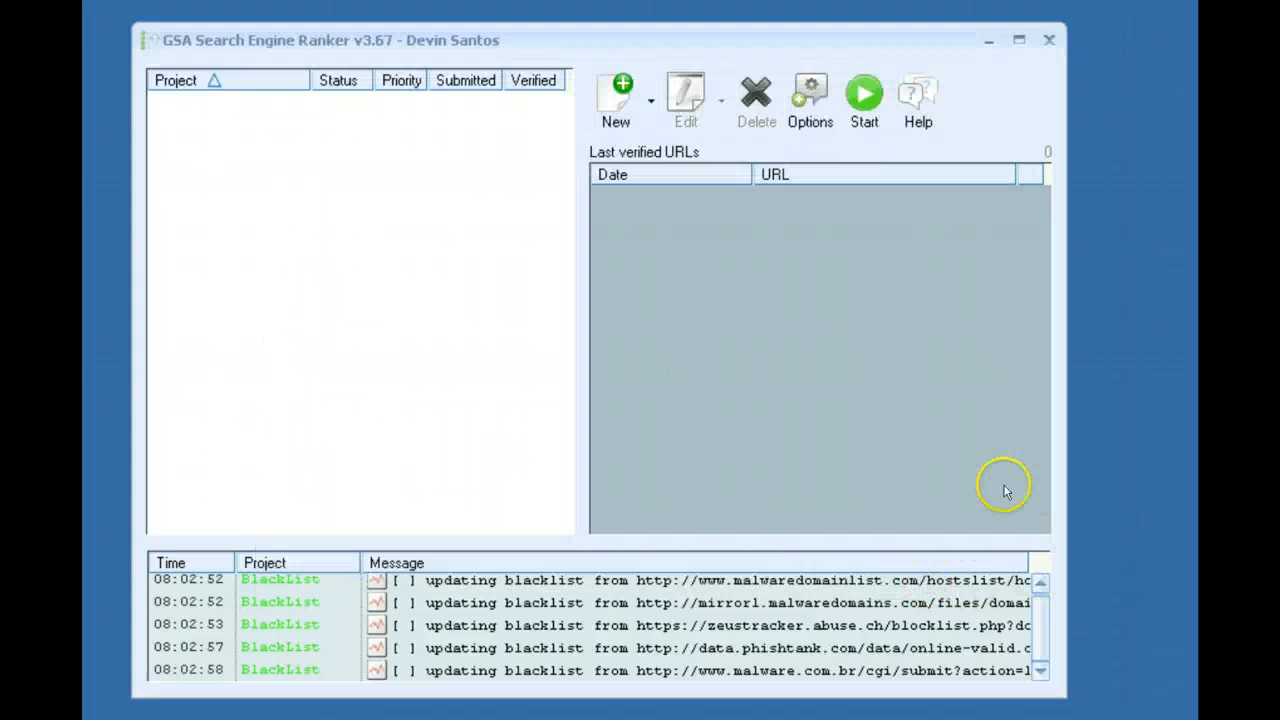 GSA Search Engine Ranker v3.67 - Devin Santos
Project Status Priority Submitted Verified
New Edit Delete Options Start Help
Last verified URLs 0
Date URL
Time Project Message
08:02:52 BlackList [ ] updating blacklist from http://www.malwaredomainlist.com/hostslist/ho
08:02:52 BlackList [ ] updating blacklist from http://mirror1.malwaredomains.com/files/domai
08:02:53 BlackList [ ] updating blacklist from https://zeustracker.abuse.ch/blocklist.php?do
08:02:57 BlackList [ ] updating blacklist from http://data.phishtank.com/data/online-valid.c
08:02:58 BlackList [ ] updating blacklist from http://www.malware.com.br/cgi/submit?action=l